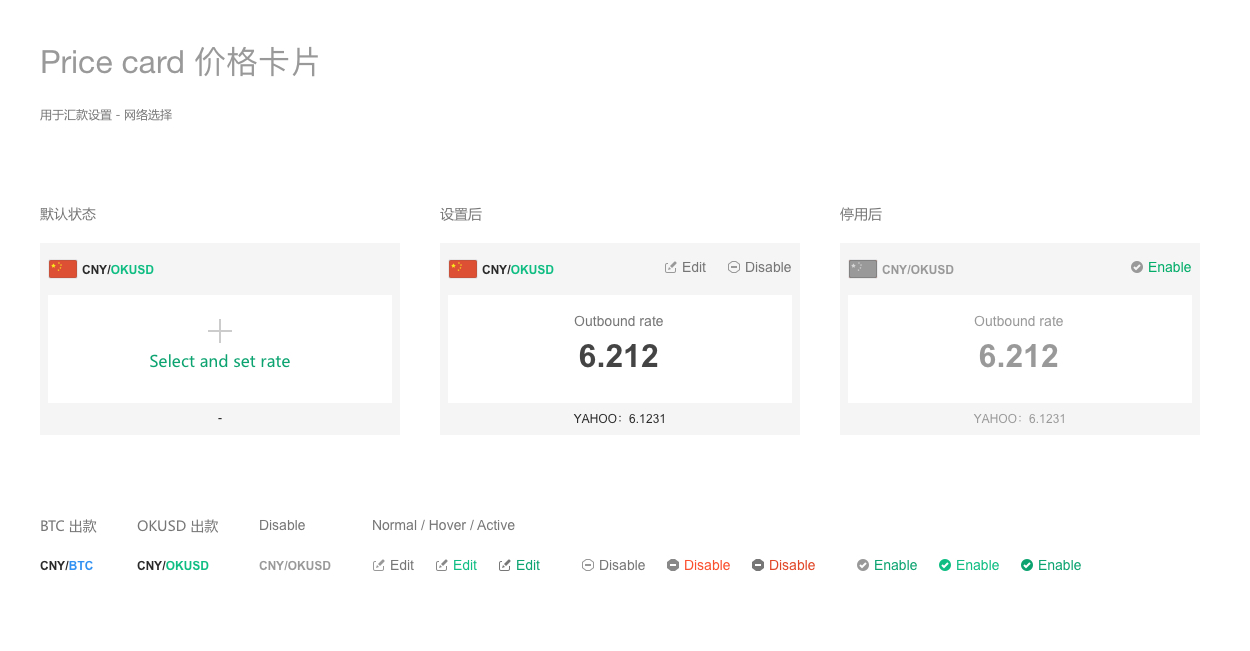 Price card 价格卡片
用于汇款设置 - 网络选择
默认状态
设置后
停用后
CNY/OKUSD
Select and set rate
-
CNY/OKUSD Edit Disable
Outbound rate
6.212
YAHOO：6.1231
CNY/OKUSD Enable
Outbound rate
6.212
YAHOO：6.1231
BTC 出款 OKUSD 出款 Disable Normal / Hover / Active
CNY/BTC CNY/OKUSD CNY/OKUSD Edit Edit Edit Disable Disable Disable Enable Enable Enable